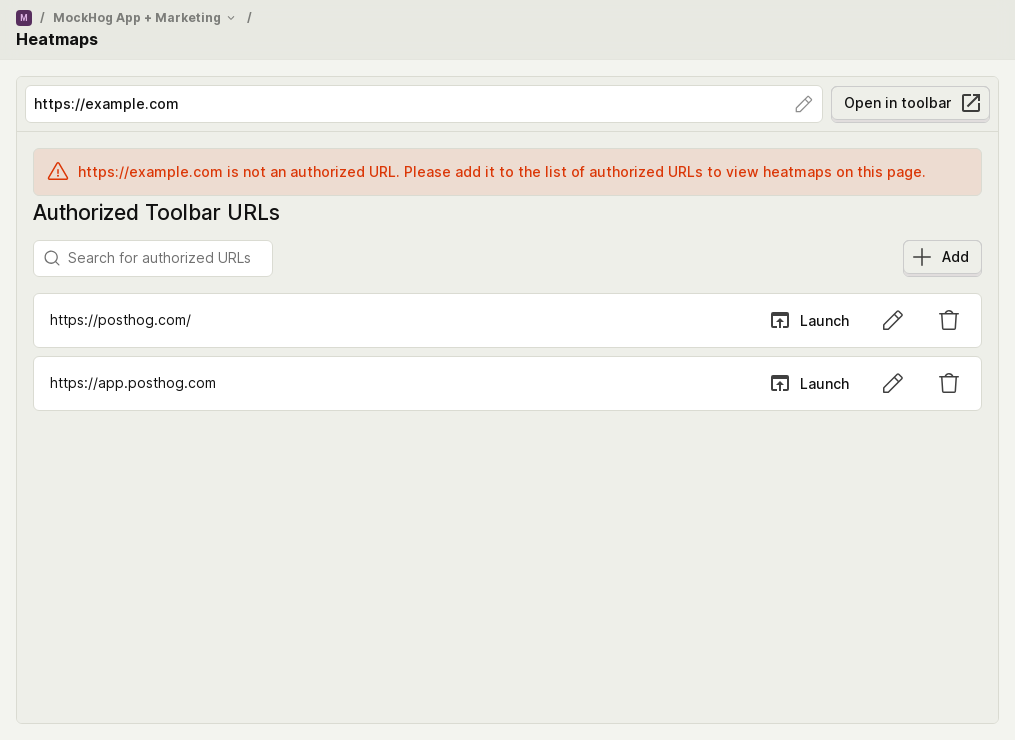 M / MockHog App + Marketing /
Heatmaps
https://example.com
Open in toolbar
https://example.com is not an authorized URL. Please add it to the list of authorized URLs to view heatmaps on this page.
Authorized Toolbar URLs
Search for authorized URLs
Add
https://posthog.com/
Launch
https://app.posthog.com
Launch